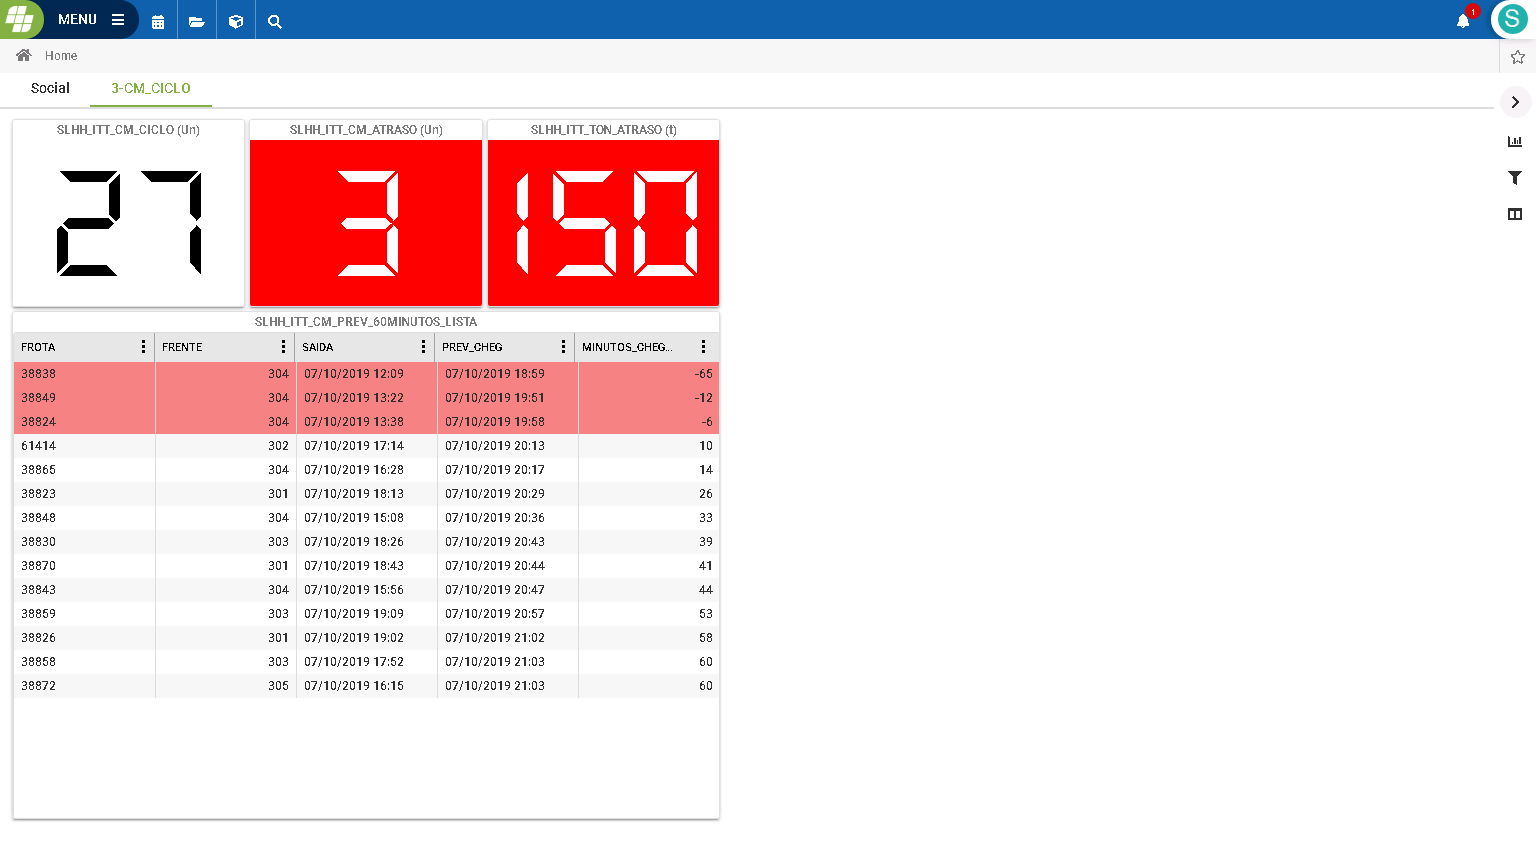 MENU
1
S
Home
Social
3-CM_CICLO
SLHH_ITT_CM_CICLO (Un)
SLHH_ITT_CM_ATRASO (Un)
SLHH_ITT_TON_ATRASO (t)
27
3
150
SLHH_ITT_CM_PREV_60MINUTOS_LISTA
FROTA FRENTE SAIDA PREV_CHEG MINUTOS_CHEG...
38838 304 07/10/2019 12:09 07/10/2019 18:59 -65
38849 304 07/10/2019 13:22 07/10/2019 19:51 -12
38824 304 07/10/2019 13:38 07/10/2019 19:58 -6
61414 302 07/10/2019 17:14 07/10/2019 20:13 10
38865 304 07/10/2019 16:28 07/10/2019 20:17 14
38823 301 07/10/2019 18:13 07/10/2019 20:29 26
38848 304 07/10/2019 15:08 07/10/2019 20:36 33
38830 303 07/10/2019 18:26 07/10/2019 20:43 39
38870 301 07/10/2019 18:43 07/10/2019 20:44 41
38843 304 07/10/2019 15:56 07/10/2019 20:47 44
38859 303 07/10/2019 19:09 07/10/2019 20:57 53
38826 301 07/10/2019 19:02 07/10/2019 21:02 58
38858 303 07/10/2019 17:52 07/10/2019 21:03 60
38872 305 07/10/2019 16:15 07/10/2019 21:03 60